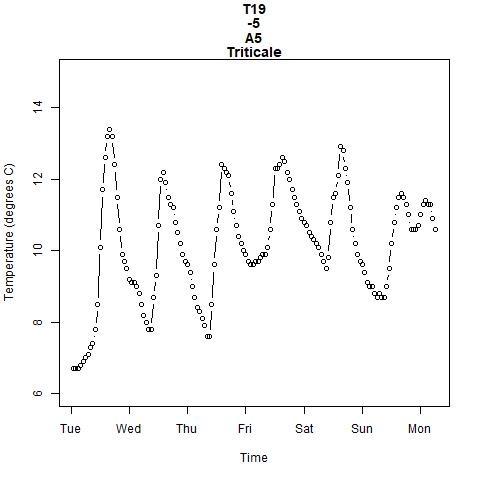 T19
-5
A5
Triticale
Temperature (degrees C)
14
12
10
8
6
Tue Wed Thu Fri Sat Sun Mon
Time